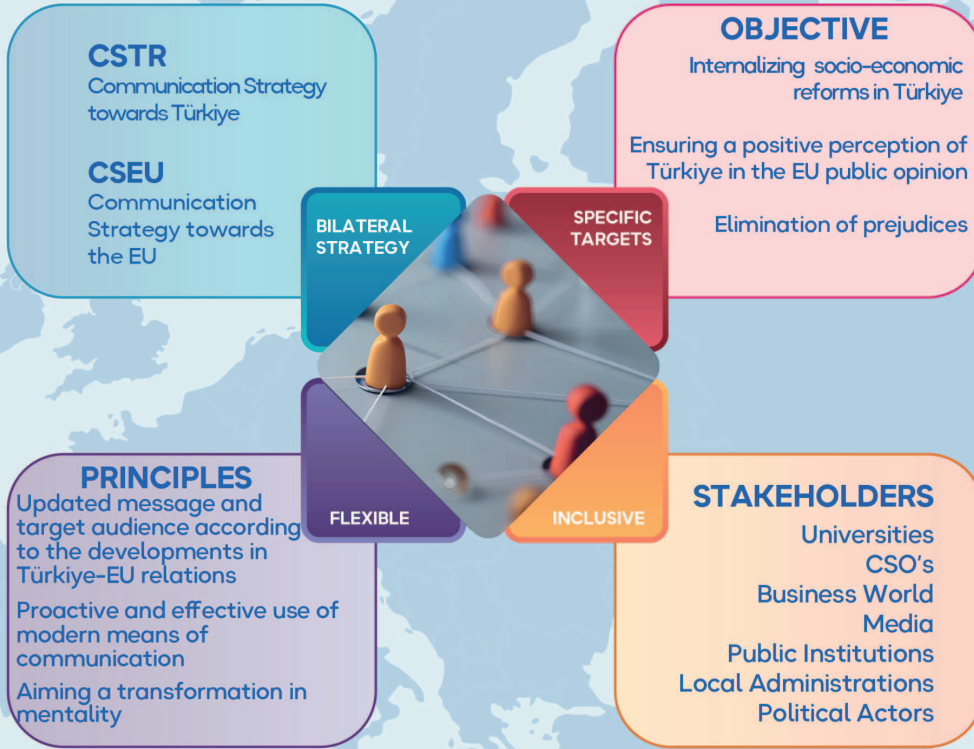 CSTR
Communication Strategy
towards Türkiye
CSEU
Communication
Strategy towards
the EU
OBJECTIVE
Internalizing socio-economic
reforms in Türkiye
Ensuring a positive perception of
Türkiye in the EU public opinion
Elimination of prejudices
BILATERAL
STRATEGY
SPECIFIC
TARGETS
FLEXIBLE
INCLUSIVE
PRINCIPLES
Updated message and
target audience according
to the developments in
Türkiye-EU relations
Proactive and effective use of
modern means of
communication
Aiming a transformation in
mentality
STAKEHOLDERS
Universities
CSO's
Business World
Media
Public Institutions
Local Administrations
Political Actors